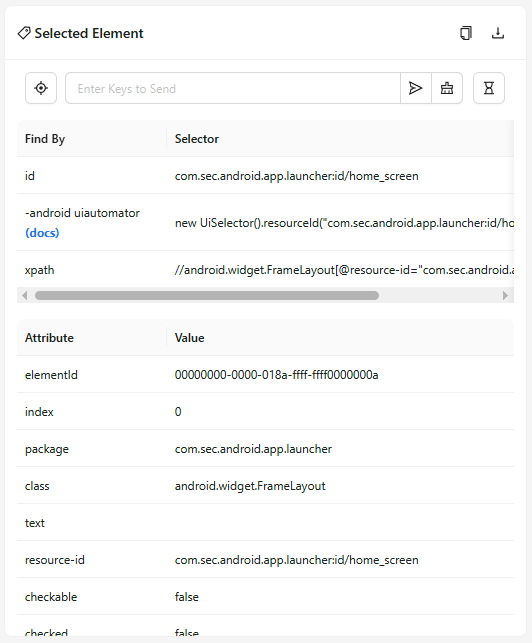 Selected Element
Enter Keys to Send
Find By Selector
id com.sec.android.app.launcher:id/home_screen
-android uiautomator
(docs) new UiSelector().resourceId("com.sec.android.app.launcher:id/ho
xpath //android.widget.FrameLayout[@resource-id="com.sec.android.a
Attribute Value
elementId 00000000-0000-018a-ffff-ffff0000000a
index 0
package com.sec.android.app.launcher
class android.widget.FrameLayout
text
resource-id com.sec.android.app.launcher:id/home_screen
checkable false
checked false